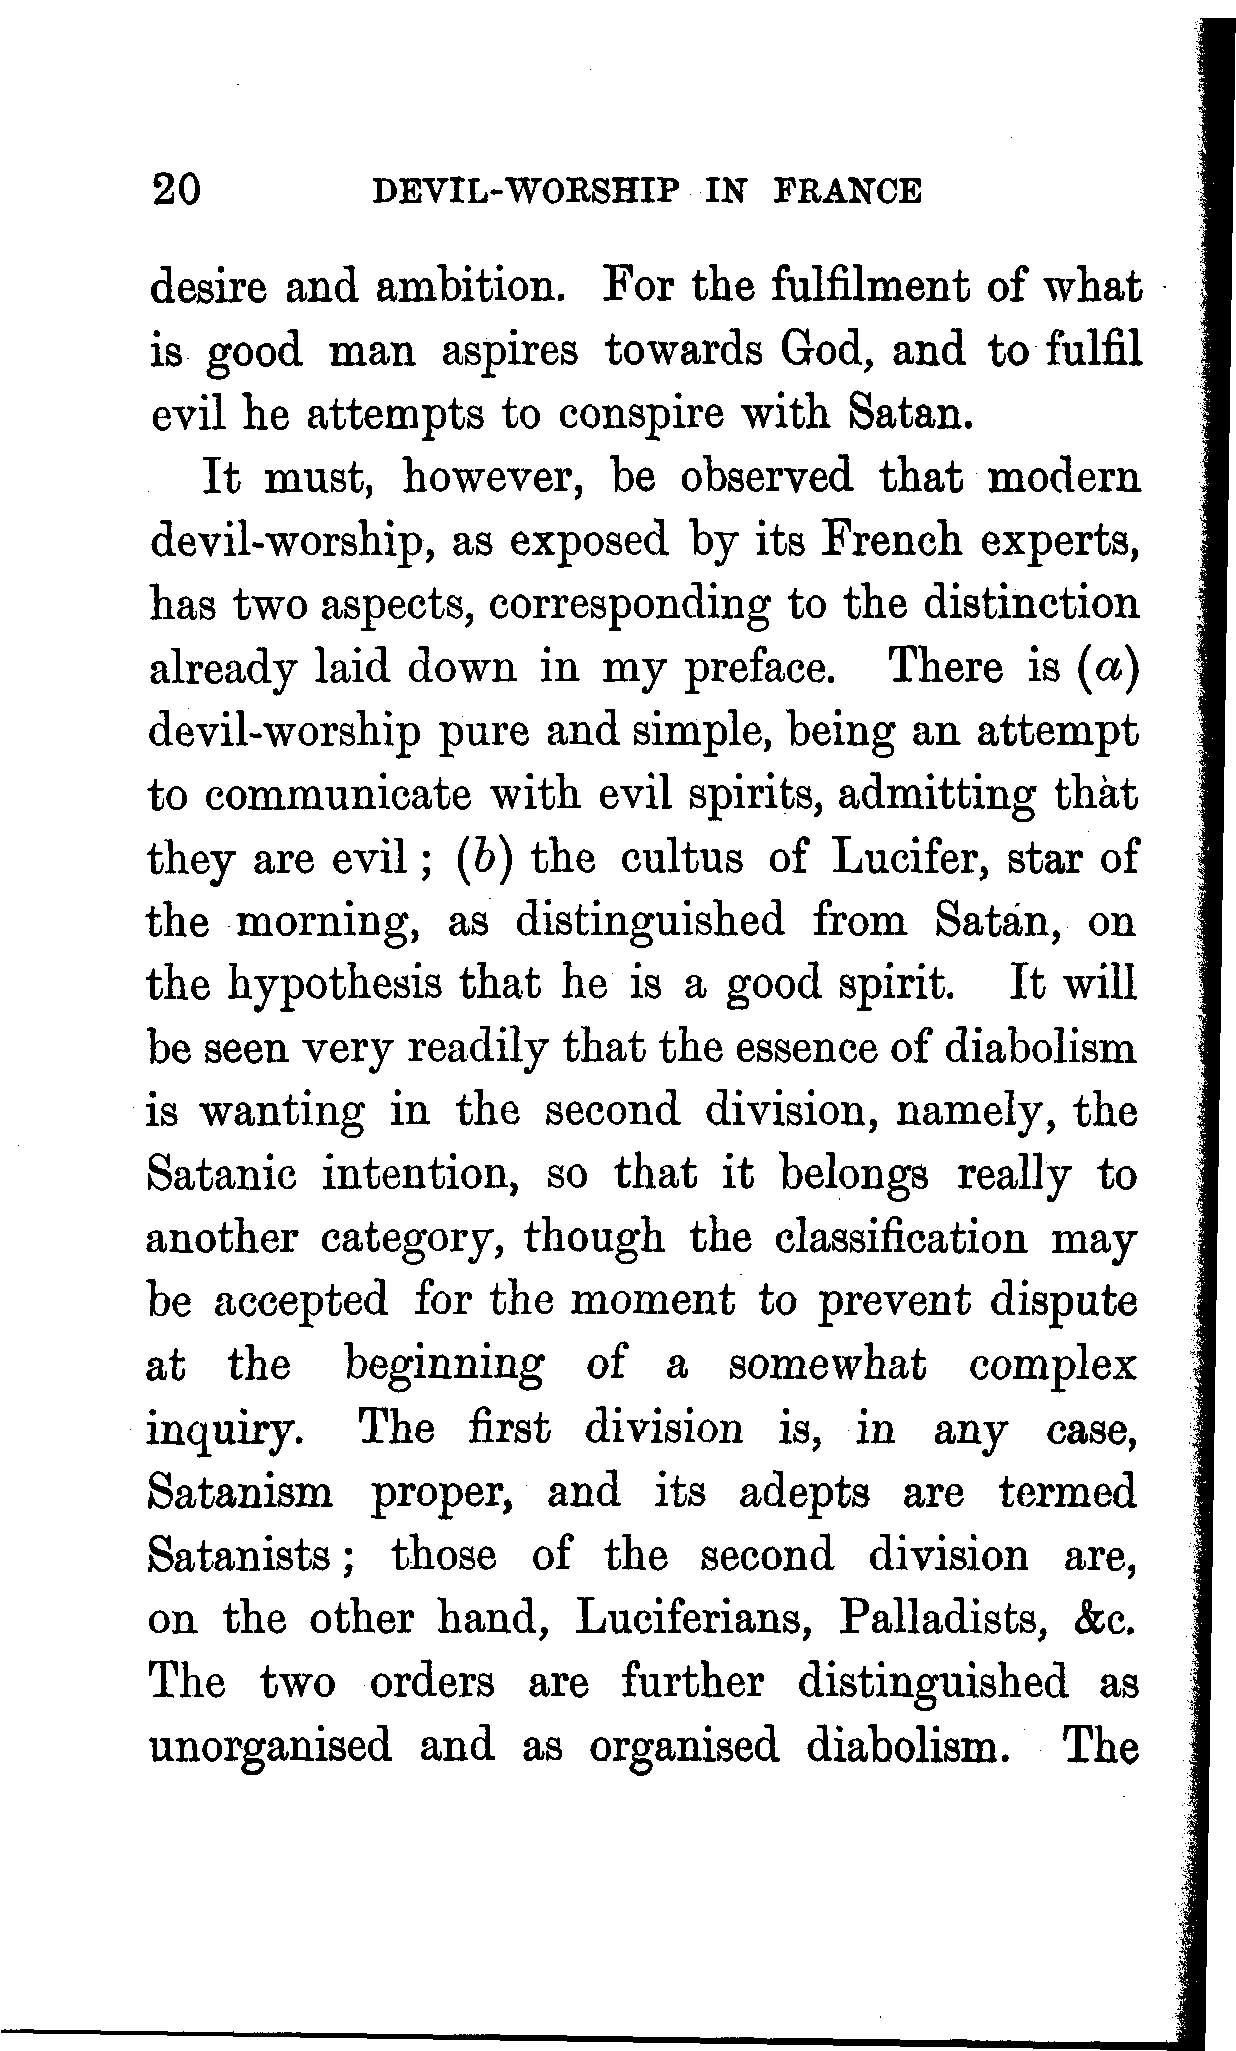 20 DEVIL-WORSHIP IN FRANCE
desire and ambition. For the fulfilment of what
is good man aspires towards God, and to fulfil
evil he attempts to conspire with Satan.
It must, however, be observed that modern
devil-worship, as exposed by its French experts,
has two aspects, corresponding to the distinction
already laid down in my preface. There is (a)
devil-worship pure and simple, being an attempt
to communicate with evil spirits, admitting that
they are evil ; (b) the cultus of Lucifer, star of
the morning, as distinguished from Satan, on
the hypothesis that he is a good spirit. It will
be seen very readily that the essence of diabolism
is wanting in the second division, namely, the
Satanic intention, so that it belongs really to
another category, though the classification may
be accepted for the moment to prevent dispute
at the beginning of a somewhat complex
inquiry. The first division is, in any case,
Satanism proper, and its adepts are termed
Satanists ; those of the second division are,
on the other hand, Luciferians, Palladists, &c.
The two orders are further distinguished as
unorganised and as organised diabolism. The